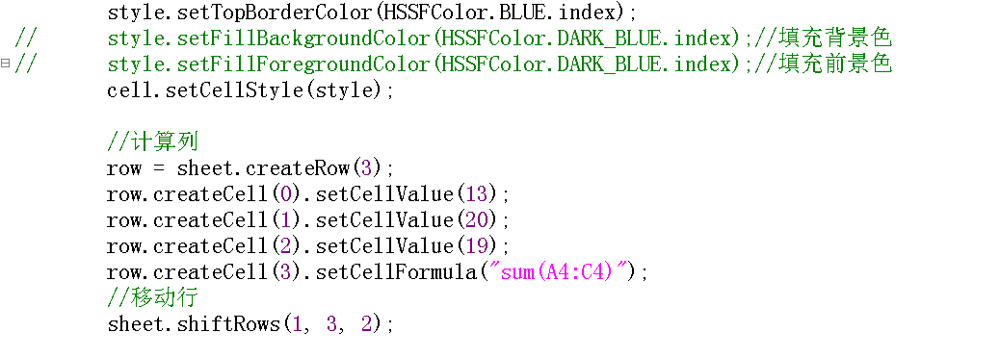 style.setTopBorderColor(HSSFColor.BLUE.index);
//      style.setFillBackgroundColor(HSSFColor.DARK_BLUE.index);//填充背景色
//      style.setFillForegroundColor(HSSFColor.DARK_BLUE.index);//填充前景色
cell.setCellStyle(style);
//计算列
row = sheet.createRow(3);
row.createCell(0).setCellValue(13);
row.createCell(1).setCellValue(20);
row.createCell(2).setCellValue(19);
row.createCell(3).setCellFormula("sum(A4:C4)");
//移动行
sheet.shiftRows(1, 3, 2);